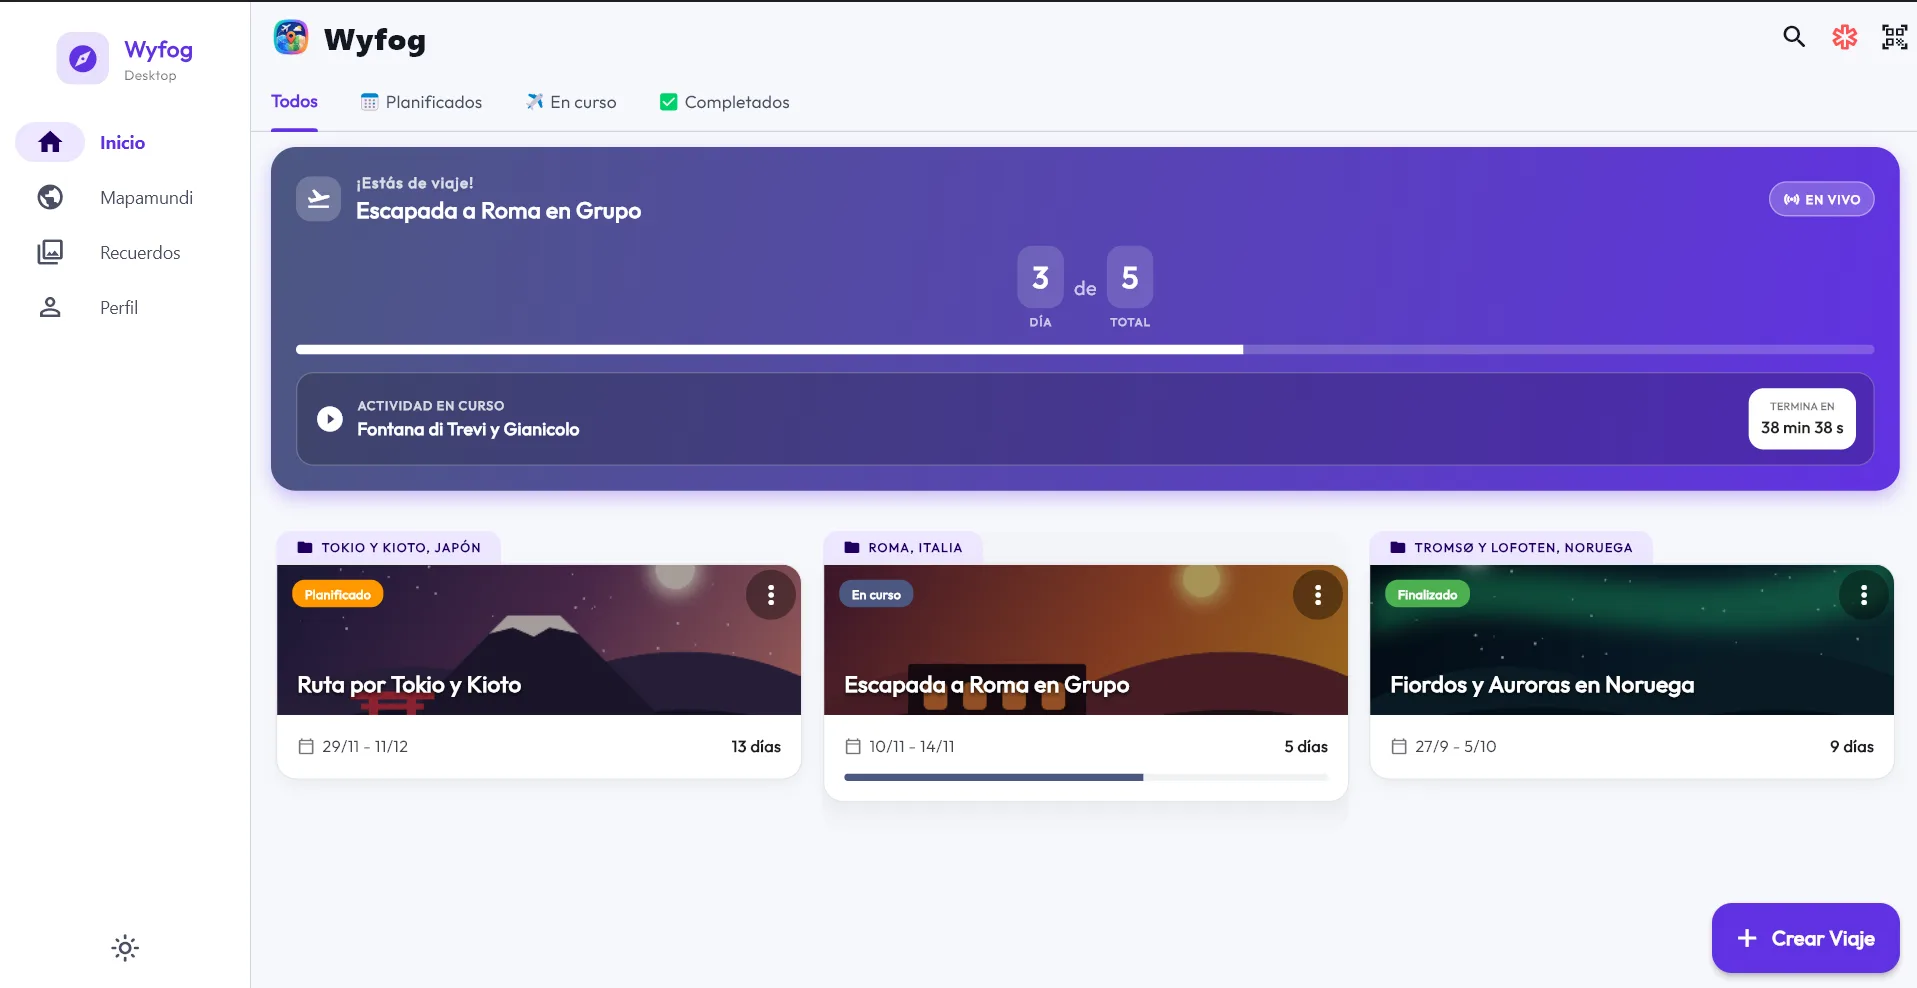 Wyfog
Desktop
Inicio
Mapamundi
Recuerdos
Perfil
Wyfog
Todos
Planificados
En curso
Completados
¡Estás de viaje!
Escapada a Roma en Grupo
EN VIVO
3 de 5
DÍA TOTAL
ACTIVIDAD EN CURSO
Fontana di Trevi y Gianicolo
TERMINA EN
38 min 38 s
TOKIO Y KIOTO, JAPÓN
Planificado
Ruta por Tokio y Kioto
29/11 - 11/12
13 días
ROMA, ITALIA
En curso
Escapada a Roma en Grupo
10/11 - 14/11
5 días
TROMSØ Y LOFOTEN, NORUEGA
Finalizado
Fiordos y Auroras en Noruega
27/9 - 5/10
9 días
+ Crear Viaje